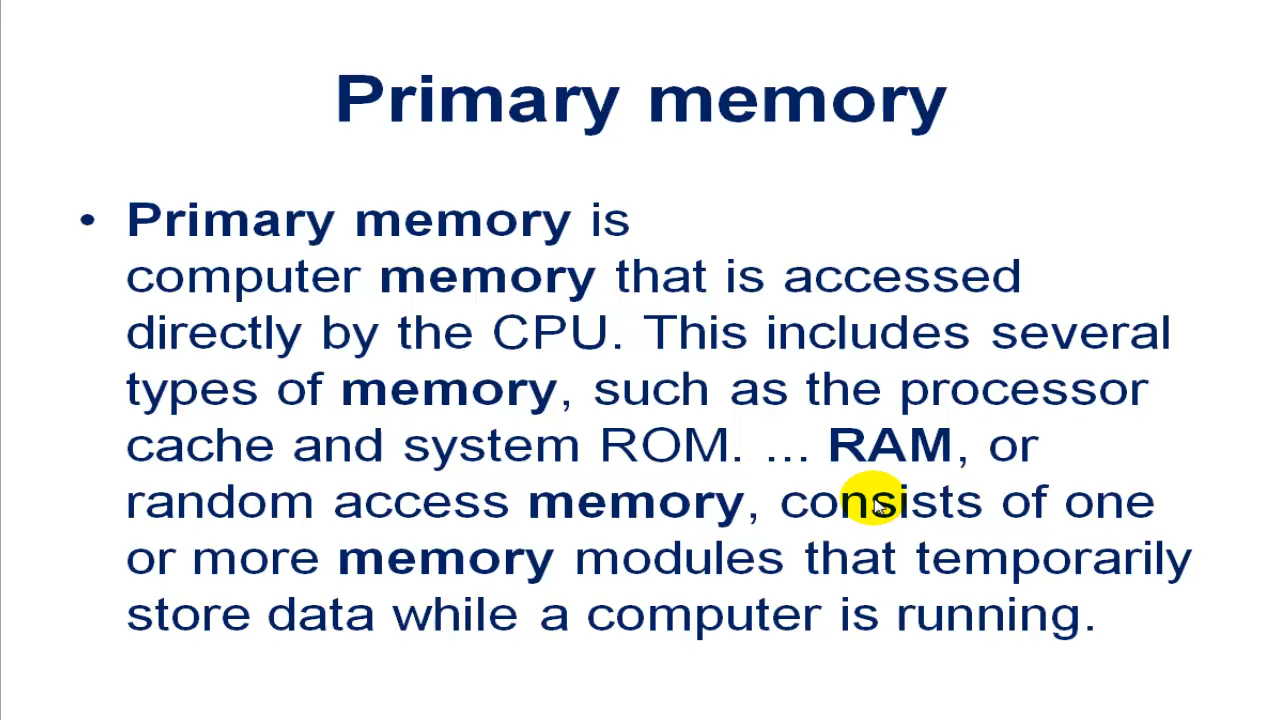 Primary memory
• Primary memory is
computer memory that is accessed
directly by the CPU. This includes several
types of memory, such as the processor
cache and system ROM. ... RAM, or
random access memory, consists of one
or more memory modules that temporarily
store data while a computer is running.